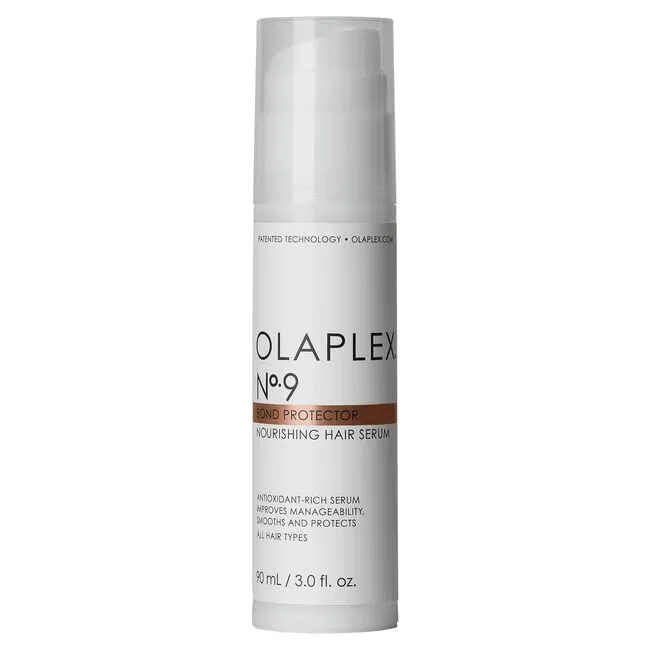 PATENTED TECHNOLOGY • OLAPLEX.COM
OLAPLEX.
Nº.9
BOND PROTECTOR
NOURISHING HAIR SERUM
ANTIOXIDANT-RICH SERUM
IMPROVES MANAGEABILITY,
SMOOTHS AND PROTECTS
ALL HAIR TYPES
90 mL / 3.0 fl. oz.